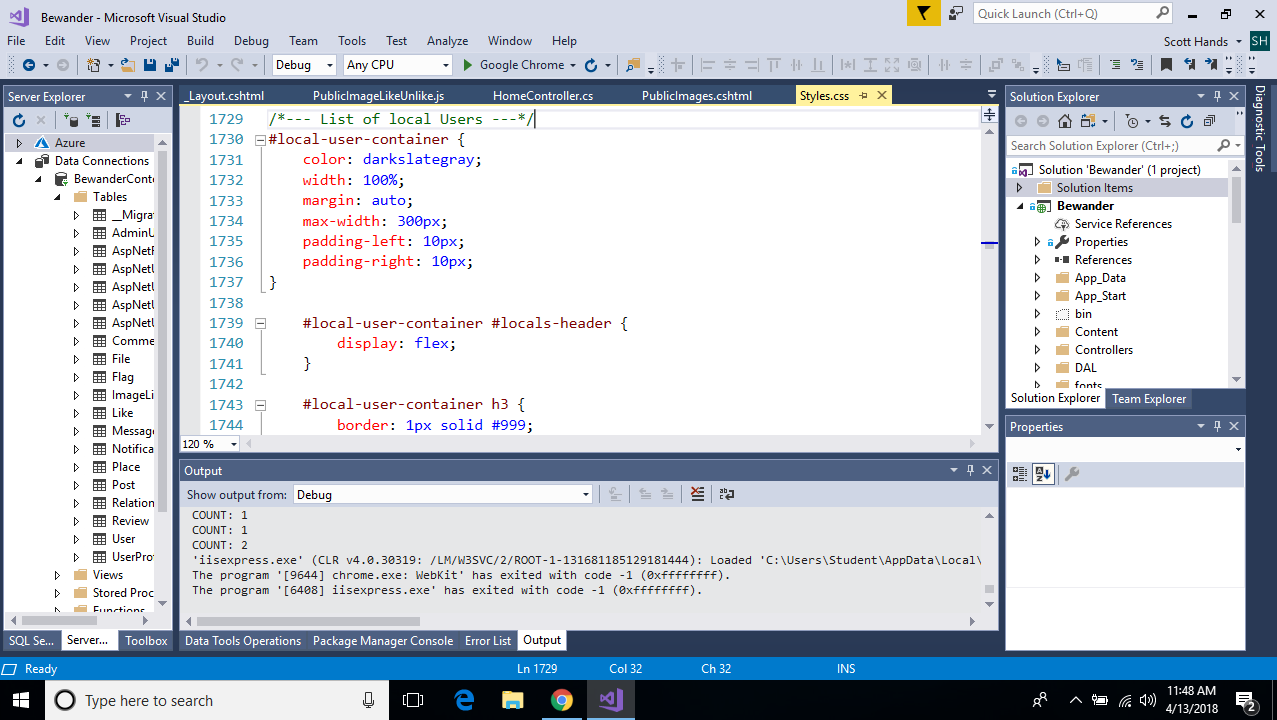 Bewander - Microsoft Visual Studio
Quick Launch (Ctrl+Q)
File Edit View Project Build Debug Team Tools Test Analyze Window Help
Scott Hands SH
Debug Any CPU Google Chrome
Server Explorer
Azure
Data Connections
BewanderConte
Tables
__Migra
AdminU
AspNetR
AspNetU
AspNetU
AspNetU
AspNetU
Comme
File
Flag
ImageLi
Like
Messag
Notifica
Place
Post
Relation
Review
User
UserPro
Views
Stored Proc
Functions
SQL Se... Server... Toolbox
_Layout.cshtml PublicImageLikeUnlike.js HomeController.cs PublicImages.cshtml Styles.css
1729 /*--- List of local Users ---*/
1730 #local-user-container {
1731 color: darkslategray;
1732 width: 100%;
1733 margin: auto;
1734 max-width: 300px;
1735 padding-left: 10px;
1736 padding-right: 10px;
1737 }
1738
1739 #local-user-container #locals-header {
1740 display: flex;
1741 }
1742
1743 #local-user-container h3 {
1744 border: 1px solid #999;
120 %
Output
Show output from: Debug
COUNT: 1
COUNT: 1
COUNT: 2
'iisexpress.exe' (CLR v4.0.30319: /LM/W3SVC/2/ROOT-1-131681185129181444): Loaded 'C:\Users\Student\AppData\Local\
The program '[9644] chrome.exe: WebKit' has exited with code -1 (0xffffffff).
The program '[6408] iisexpress.exe' has exited with code -1 (0xffffffff).
Data Tools Operations Package Manager Console Error List Output
Solution Explorer
Search Solution Explorer (Ctrl+;)
Solution 'Bewander' (1 project)
Solution Items
Bewander
Service References
Properties
References
App_Data
App_Start
bin
Content
Controllers
DAL
fonts
Solution Explorer Team Explorer
Properties
Diagnostic Tools
Ready Ln 1729 Col 32 Ch 32 INS
Type here to search
11:48 AM
4/13/2018
2